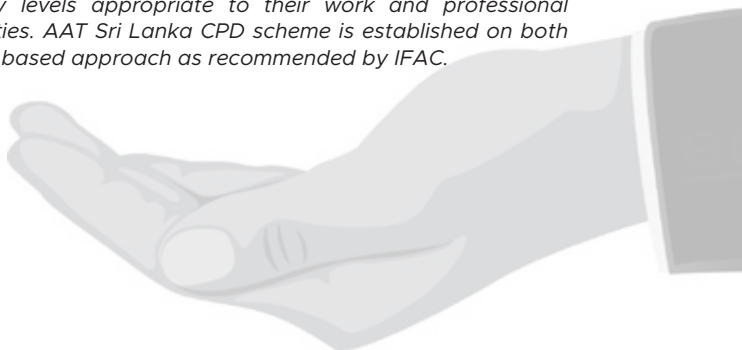 levels appropriate to their work and professional
AAT Sri Lanka CPD scheme is established on both
based approach as recommended by IFAC.